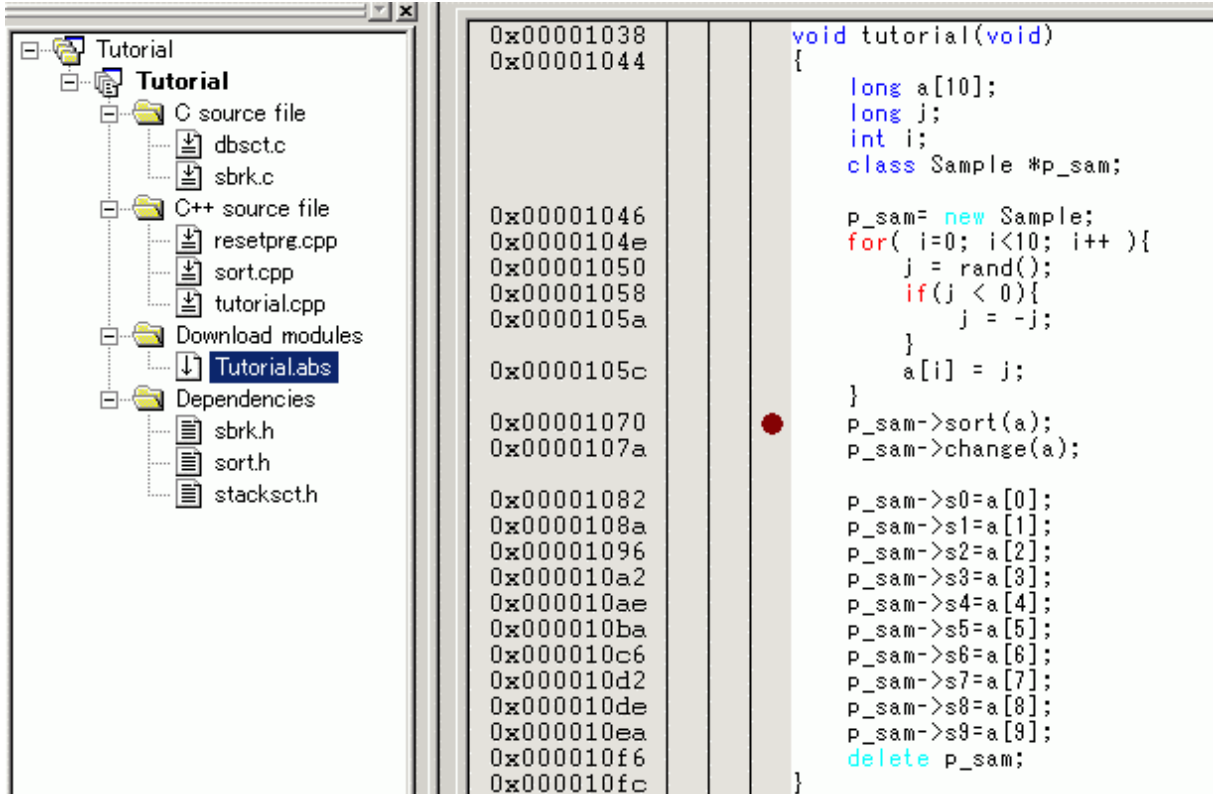 Tutorial
Tutorial
C source file
dbsct.c
sbrk.c
C++ source file
resetprg.cpp
sort.cpp
tutorial.cpp
Download modules
Tutorial.abs
Dependencies
sbrk.h
sort.h
stacksct.h
0x00001038 void tutorial(void)
0x00001044 {
long a[10];
long j;
int i;
class Sample *p_sam;
0x00001046 p_sam= new Sample;
0x0000104e for( i=0; i<10; i++ ){
0x00001050 j = rand();
0x00001058 if(j < 0){
0x0000105a j = -j;
}
0x0000105c a[i] = j;
}
0x00001070 p_sam->sort(a);
0x0000107a p_sam->change(a);
0x00001082 p_sam->s0=a[0];
0x0000108a p_sam->s1=a[1];
0x00001096 p_sam->s2=a[2];
0x000010a2 p_sam->s3=a[3];
0x000010ae p_sam->s4=a[4];
0x000010ba p_sam->s5=a[5];
0x000010c6 p_sam->s6=a[6];
0x000010d2 p_sam->s7=a[7];
0x000010de p_sam->s8=a[8];
0x000010ea p_sam->s9=a[9];
0x000010f6 delete p_sam;
0x000010fc }